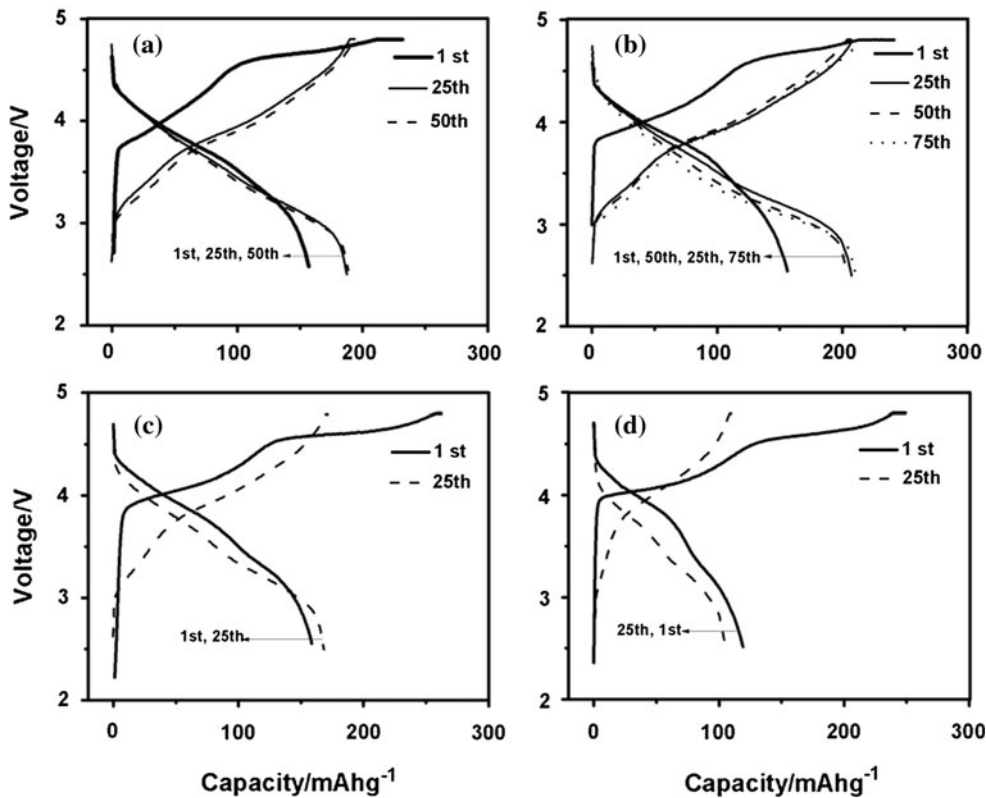 (a)
1 st
25th
50th
1st, 25th, 50th
5
4
3
2
0
100
200
300
Voltage/V
(b)
1 st
25th
50th
75th
1st, 50th, 25th, 75th
5
4
3
2
0
100
200
300
(c)
1 st
25th
1st, 25th
5
4
3
2
0
100
200
300
Voltage/V
Capacity/mAhg-1
(d)
1 st
25th
25th, 1st
5
4
3
2
0
100
200
300
Capacity/mAhg-1